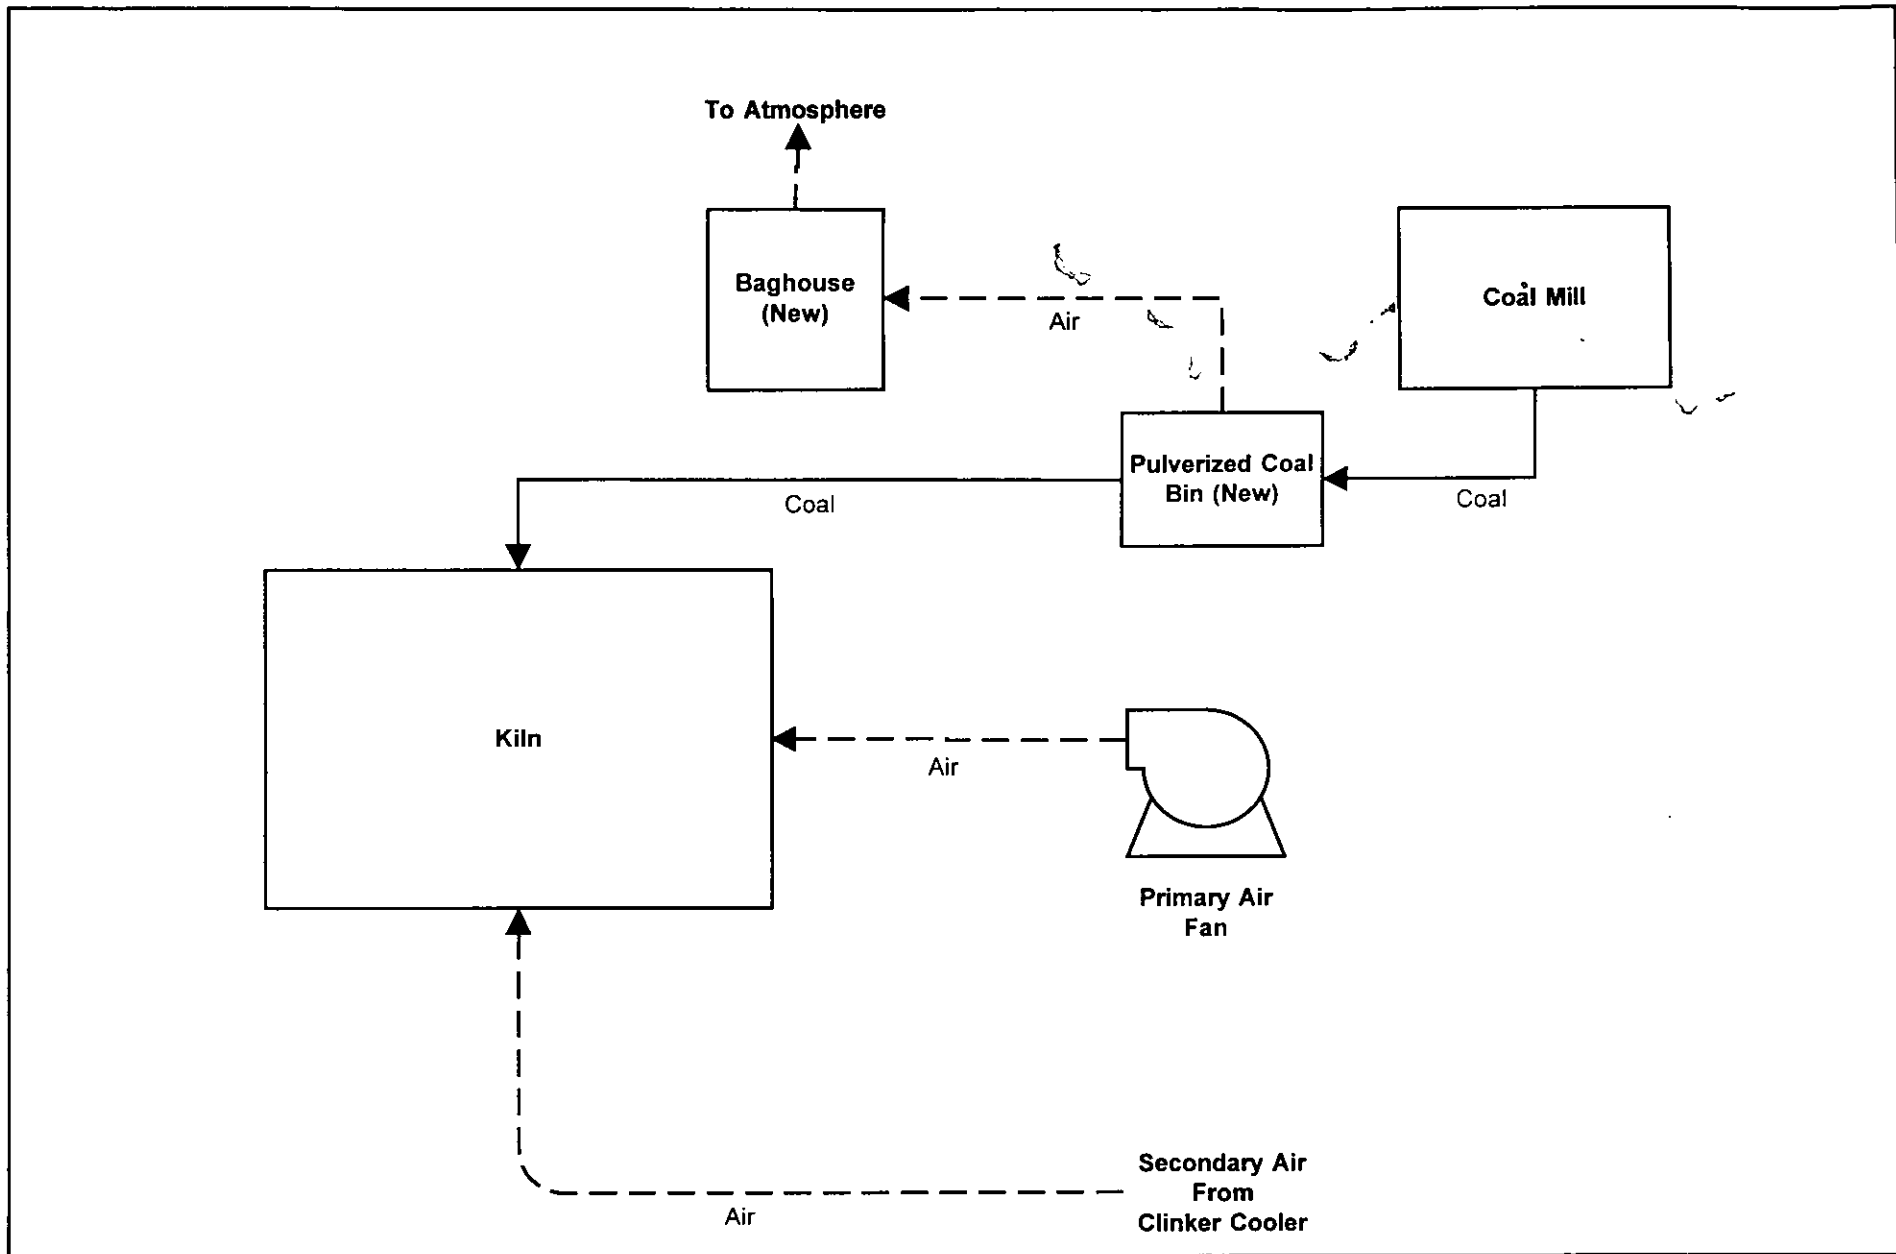 To Atmosphere
Baghouse
(New)
Air
Coal Mill
Pulverized Coal
Bin (New)
Coal
Coal
Kiln
Air
Primary Air
Fan
Secondary Air
From
Clinker Cooler
Air